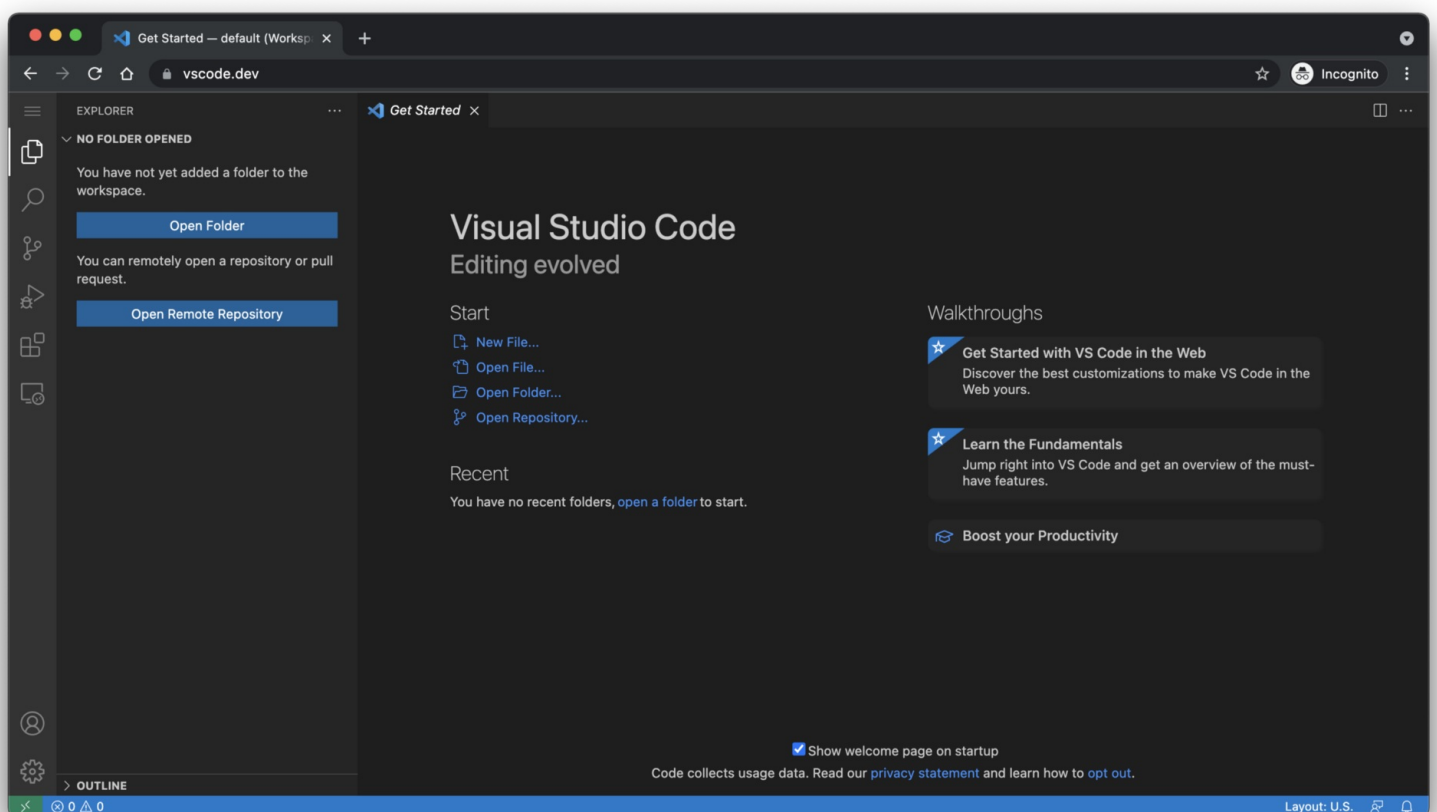 Get Started — default (Worksp
vscode.dev
Incognito
EXPLORER
NO FOLDER OPENED
You have not yet added a folder to the
workspace.
Open Folder
You can remotely open a repository or pull
request.
Open Remote Repository
OUTLINE
Get Started
Visual Studio Code
Editing evolved
Start
New File...
Open File...
Open Folder...
Open Repository...
Recent
You have no recent folders, open a folder to start.
Walkthroughs
Get Started with VS Code in the Web
Discover the best customizations to make VS Code in the
Web yours.
Learn the Fundamentals
Jump right into VS Code and get an overview of the must-
have features.
Boost your Productivity
Show welcome page on startup
Code collects usage data. Read our privacy statement and learn how to opt out.
0 0
Layout: U.S.